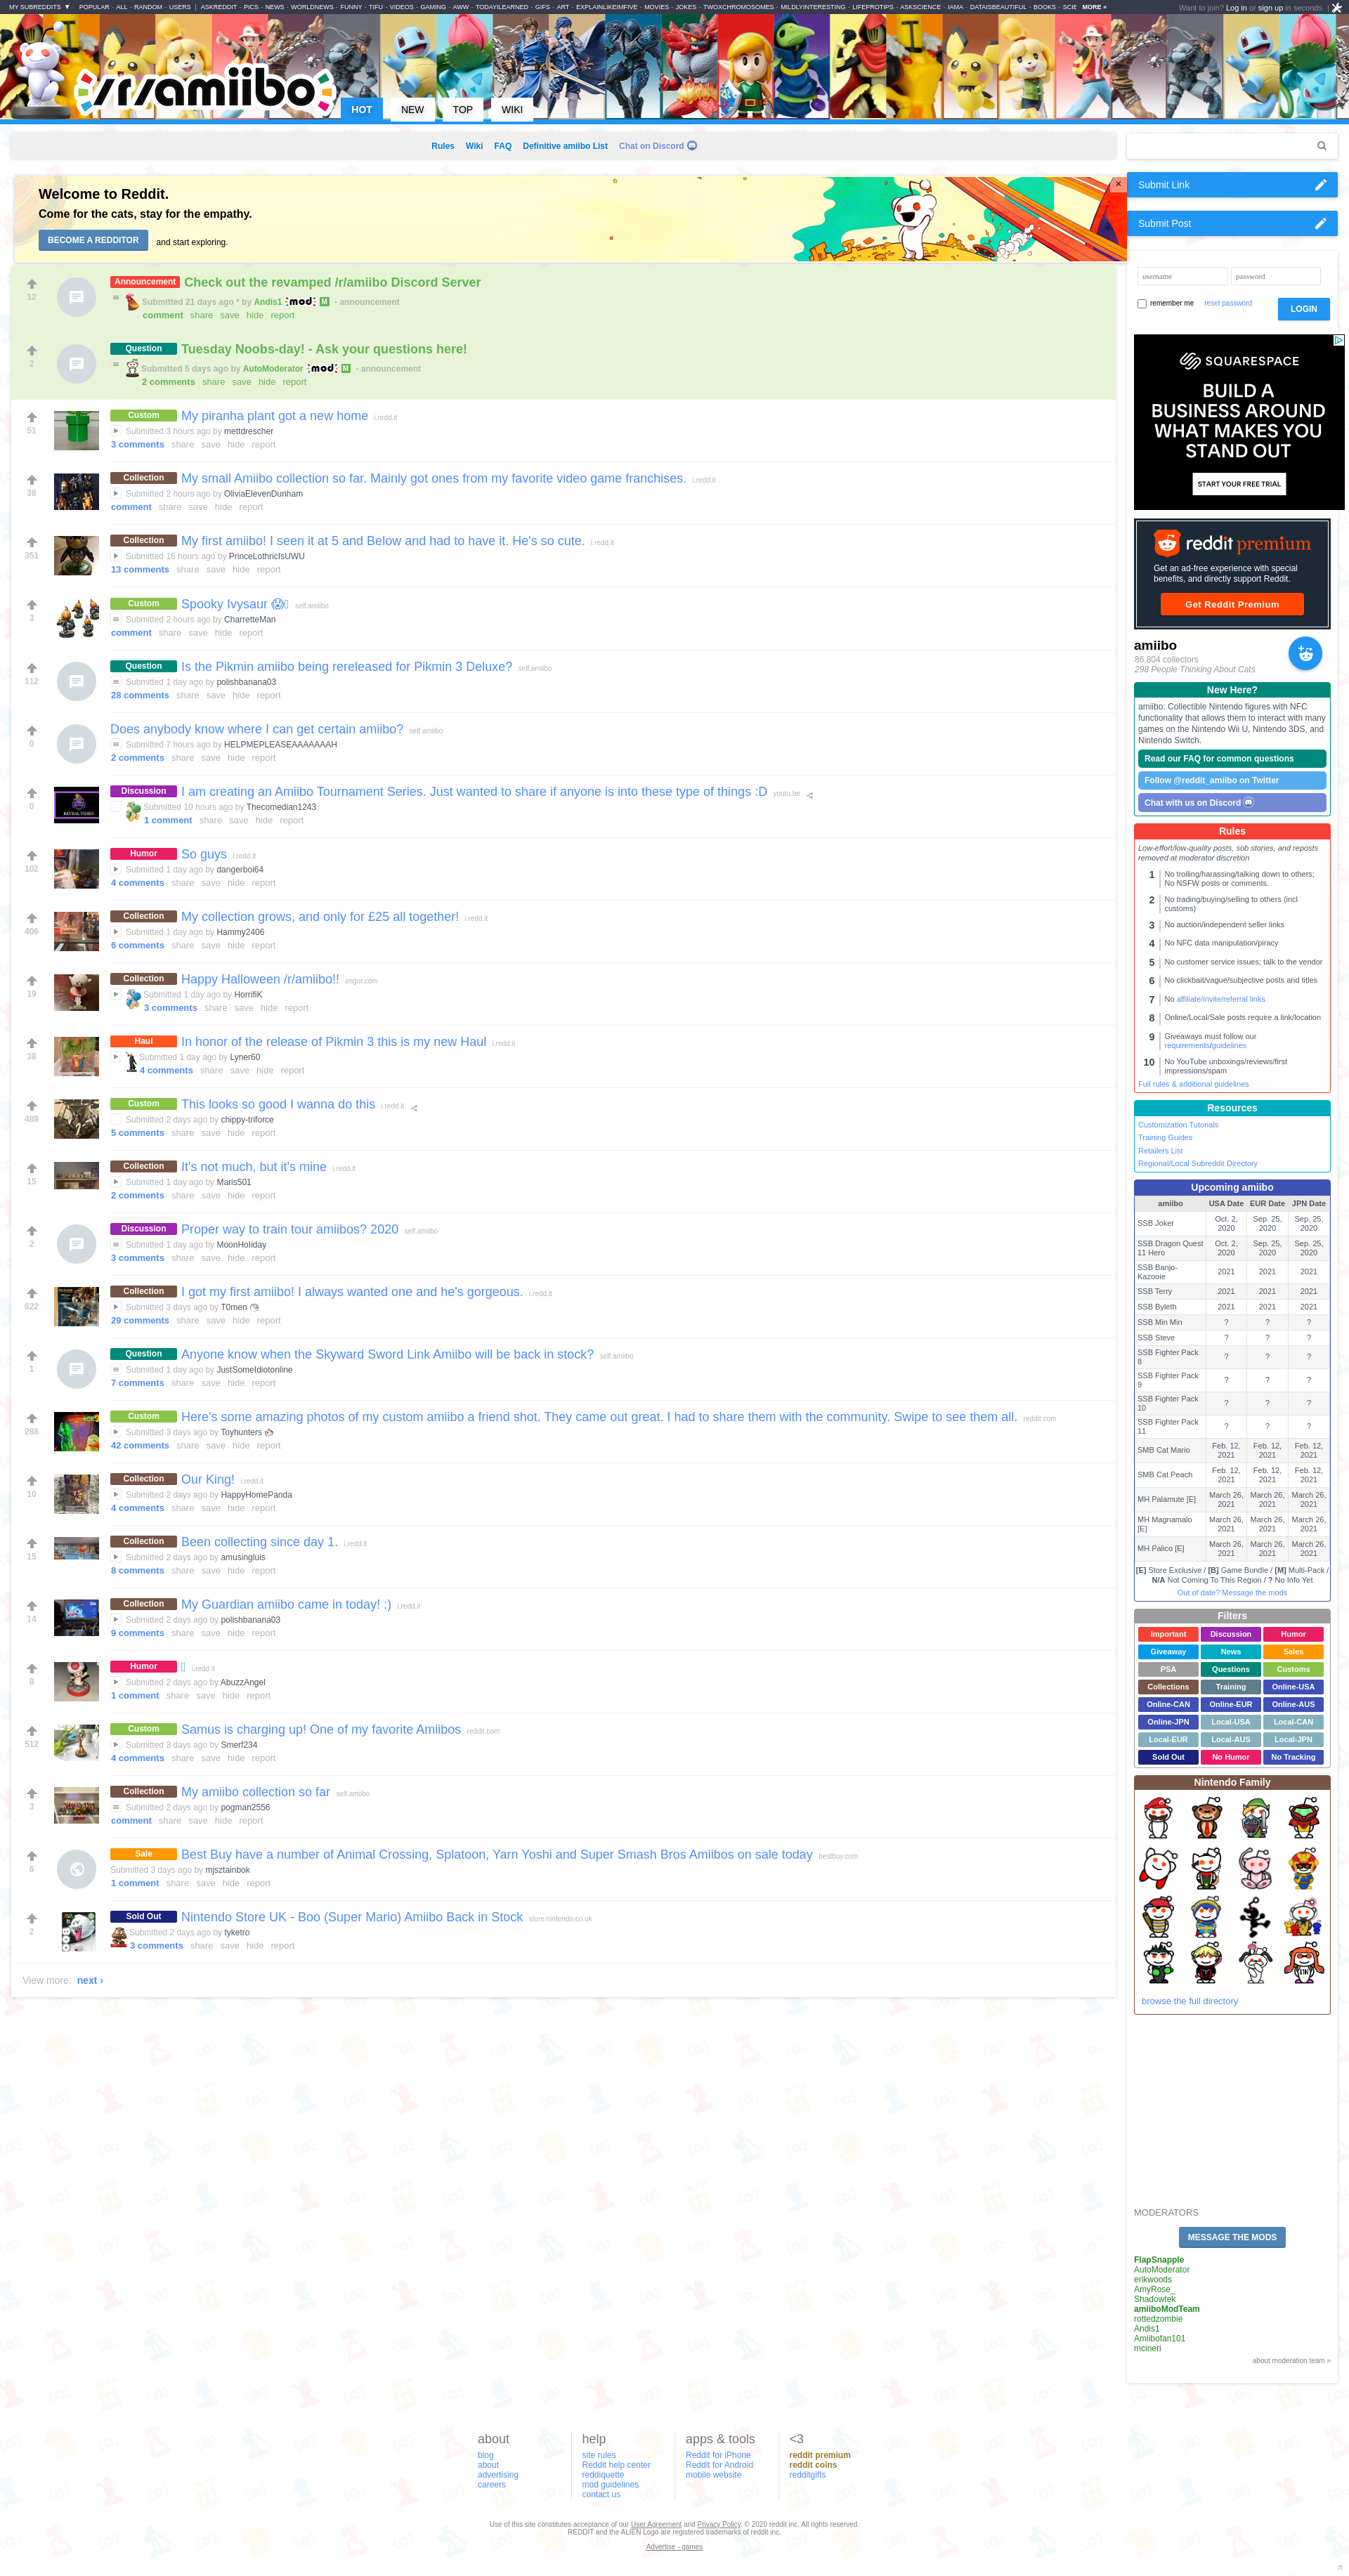 MY SUBREDDITS ▼ POPULAR - ALL - RANDOM - USERS | ASKREDDIT - PICS - NEWS - WORLDNEWS - FUNNY - TIFU - VIDEOS - GAMING - AWW - TODAYILEARNED - GIFS - ART - EXPLAINLIKEIMFIVE - MOVIES - JOKES - TWOXCHROMOSOMES - MILDLYINTERESTING - LIFEPROTIPS - ASKSCIENCE - IAMA - DATAISBEAUTIFUL - BOOKS - SCIE MORE »
Want to join? Log in or sign up in seconds. |
/r/amiibo
HOT NEW TOP WIKI
Rules Wiki FAQ Definitive amiibo List Chat on Discord
Welcome to Reddit.
Come for the cats, stay for the empathy.
BECOME A REDDITOR and start exploring.
×
12
Announcement Check out the revamped /r/amiibo Discord Server
Submitted 21 days ago * by Andis1 mod M - announcement
comment share save hide report
2
Question Tuesday Noobs-day! - Ask your questions here!
Submitted 5 days ago by AutoModerator mod M - announcement
2 comments share save hide report
51
Custom My piranha plant got a new home i.redd.it
Submitted 3 hours ago by mettdrescher
3 comments share save hide report
38
Collection My small Amiibo collection so far. Mainly got ones from my favorite video game franchises. i.redd.it
Submitted 2 hours ago by OliviaElevenDunham
comment share save hide report
351
Collection My first amiibo! I seen it at 5 and Below and had to have it. He's so cute. i.redd.it
Submitted 16 hours ago by PrinceLothricIsUWU
13 comments share save hide report
3
Custom Spooky Ivysaur 😱 self.amiibo
Submitted 2 hours ago by CharretteMan
comment share save hide report
112
Question Is the Pikmin amiibo being rereleased for Pikmin 3 Deluxe? self.amiibo
Submitted 1 day ago by polishbanana03
28 comments share save hide report
0
Does anybody know where I can get certain amiibo? self.amiibo
Submitted 7 hours ago by HELPMEPLEASEAAAAAAAH
2 comments share save hide report
0
REVEAL VIDEO
Discussion I am creating an Amiibo Tournament Series. Just wanted to share if anyone is into these type of things :D youtu.be
Submitted 10 hours ago by Thecomedian1243
1 comment share save hide report
102
Humor So guys i.redd.it
Submitted 1 day ago by dangerboi64
4 comments share save hide report
406
Collection My collection grows, and only for £25 all together! i.redd.it
Submitted 1 day ago by Hammy2406
6 comments share save hide report
19
Collection Happy Halloween /r/amiibo!! imgur.com
Submitted 1 day ago by HorrifiK
3 comments share save hide report
38
Haul In honor of the release of Pikmin 3 this is my new Haul i.redd.it
Submitted 1 day ago by Lyner60
4 comments share save hide report
489
Custom This looks so good I wanna do this i.redd.it
Submitted 2 days ago by chippy-triforce
5 comments share save hide report
15
Collection It's not much, but it's mine i.redd.it
Submitted 1 day ago by Maris501
2 comments share save hide report
2
Discussion Proper way to train tour amiibos? 2020 self.amiibo
Submitted 1 day ago by MoonHoliday
3 comments share save hide report
622
Collection I got my first amiibo! I always wanted one and he's gorgeous. i.redd.it
Submitted 3 days ago by T0men
29 comments share save hide report
1
Question Anyone know when the Skyward Sword Link Amiibo will be back in stock? self.amiibo
Submitted 1 day ago by JustSomeIdiotonline
7 comments share save hide report
288
Custom Here's some amazing photos of my custom amiibo a friend shot. They came out great. I had to share them with the community. Swipe to see them all. reddit.com
Submitted 3 days ago by Toyhunters
42 comments share save hide report
10
Collection Our King! i.redd.it
Submitted 2 days ago by HappyHomePanda
4 comments share save hide report
15
Collection Been collecting since day 1. i.redd.it
Submitted 2 days ago by amusingluis
8 comments share save hide report
14
Collection My Guardian amiibo came in today! :) i.redd.it
Submitted 2 days ago by polishbanana03
9 comments share save hide report
8
Humor i.redd.it
Submitted 2 days ago by AbuzzAngel
1 comment share save hide report
512
Custom Samus is charging up! One of my favorite Amiibos reddit.com
Submitted 3 days ago by Smerf234
4 comments share save hide report
3
Collection My amiibo collection so far self.amiibo
Submitted 2 days ago by pogman2556
comment share save hide report
6
Sale Best Buy have a number of Animal Crossing, Splatoon, Yarn Yoshi and Super Smash Bros Amiibos on sale today bestbuy.com
Submitted 3 days ago by mjsztainbok
1 comment share save hide report
2
Sold Out Nintendo Store UK - Boo (Super Mario) Amiibo Back in Stock store.nintendo.co.uk
Submitted 2 days ago by tyketro
3 comments share save hide report
View more: next ›
Submit Link
Submit Post
username password
remember me reset password LOGIN
SQUARESPACE
BUILD A
BUSINESS AROUND
WHAT MAKES YOU
STAND OUT
START YOUR FREE TRIAL
reddit premium
Get an ad-free experience with special
benefits, and directly support Reddit.
Get Reddit Premium
amiibo
86,804 collectors
298 People Thinking About Cats
New Here?
amiibo: Collectible Nintendo figures with NFC
functionality that allows them to interact with many
games on the Nintendo Wii U, Nintendo 3DS, and
Nintendo Switch.
Read our FAQ for common questions
Follow @reddit_amiibo on Twitter
Chat with us on Discord
Rules
Low-effort/low-quality posts, sob stories, and reposts
removed at moderator discretion
1 No trolling/harassing/talking down to others;
No NSFW posts or comments.
2 No trading/buying/selling to others (incl
customs)
3 No auction/independent seller links
4 No NFC data manipulation/piracy
5 No customer service issues; talk to the vendor
6 No clickbait/vague/subjective posts and titles
7 No affiliate/invite/referral links
8 Online/Local/Sale posts require a link/location
9 Giveaways must follow our
requirements/guidelines
10 No YouTube unboxings/reviews/first
impressions/spam
Full rules & additional guidelines
Resources
Customization Tutorials
Training Guides
Retailers List
Regional/Local Subreddit Directory
Upcoming amiibo
amiibo USA Date EUR Date JPN Date
SSB Joker Oct. 2, 2020 Sep. 25, 2020 Sep. 25, 2020
SSB Dragon Quest 11 Hero Oct. 2, 2020 Sep. 25, 2020 Sep. 25, 2020
SSB Banjo-Kazooie 2021 2021 2021
SSB Terry 2021 2021 2021
SSB Byleth 2021 2021 2021
SSB Min Min ? ? ?
SSB Steve ? ? ?
SSB Fighter Pack 8 ? ? ?
SSB Fighter Pack 9 ? ? ?
SSB Fighter Pack 10 ? ? ?
SSB Fighter Pack 11 ? ? ?
SMB Cat Mario Feb. 12, 2021 Feb. 12, 2021 Feb. 12, 2021
SMB Cat Peach Feb. 12, 2021 Feb. 12, 2021 Feb. 12, 2021
MH Palamute [E] March 26, 2021 March 26, 2021 March 26, 2021
MH Magnamalo [E] March 26, 2021 March 26, 2021 March 26, 2021
MH Palico [E] March 26, 2021 March 26, 2021 March 26, 2021
[E] Store Exclusive / [B] Game Bundle / [M] Multi-Pack /
N/A Not Coming To This Region / ? No Info Yet
Out of date? Message the mods
Filters
Important Discussion Humor
Giveaway News Sales
PSA Questions Customs
Collections Training Online-USA
Online-CAN Online-EUR Online-AUS
Online-JPN Local-USA Local-CAN
Local-EUR Local-AUS Local-JPN
Sold Out No Humor No Tracking
Nintendo Family
browse the full directory
MODERATORS
MESSAGE THE MODS
FlapSnapple
AutoModerator
erikwoods
AmyRose_
Shadowtek
amiiboModTeam
rottedzombie
Andis1
Amiibofan101
mcineri
about moderation team »
about
blog
about
advertising
careers
help
site rules
Reddit help center
reddiquette
mod guidelines
contact us
apps & tools
Reddit for iPhone
Reddit for Android
mobile website
<3
reddit premium
reddit coins
redditgifts
Use of this site constitutes acceptance of our User Agreement and Privacy Policy. © 2020 reddit inc. All rights reserved.
REDDIT and the ALIEN Logo are registered trademarks of reddit inc.
Advertise - games
π